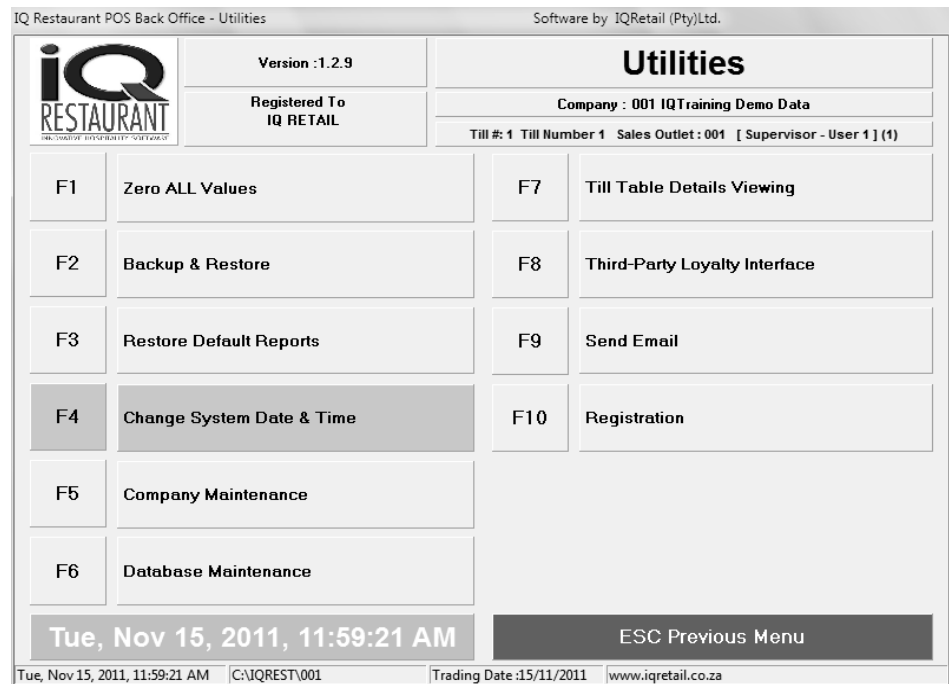 IQ Restaurant POS Back Office - Utilities
Software by IQRetail (Pty)Ltd.
iQ
RESTAURANT
INNOVATIVE HOSPITALITY SOFTWARE
Version :1.2.9
Registered To
IQ RETAIL
Utilities
Company : 001 IQTraining Demo Data
Till #: 1 Till Number 1 Sales Outlet : 001 [ Supervisor - User 1 ] (1)
F1 Zero ALL Values
F2 Backup & Restore
F3 Restore Default Reports
F4 Change System Date & Time
F5 Company Maintenance
F6 Database Maintenance
F7 Till Table Details Viewing
F8 Third-Party Loyalty Interface
F9 Send Email
F10 Registration
Tue, Nov 15, 2011, 11:59:21 AM
ESC Previous Menu
Tue, Nov 15, 2011, 11:59:21 AM C:\IQREST\001 Trading Date :15/11/2011 www.iqretail.co.za